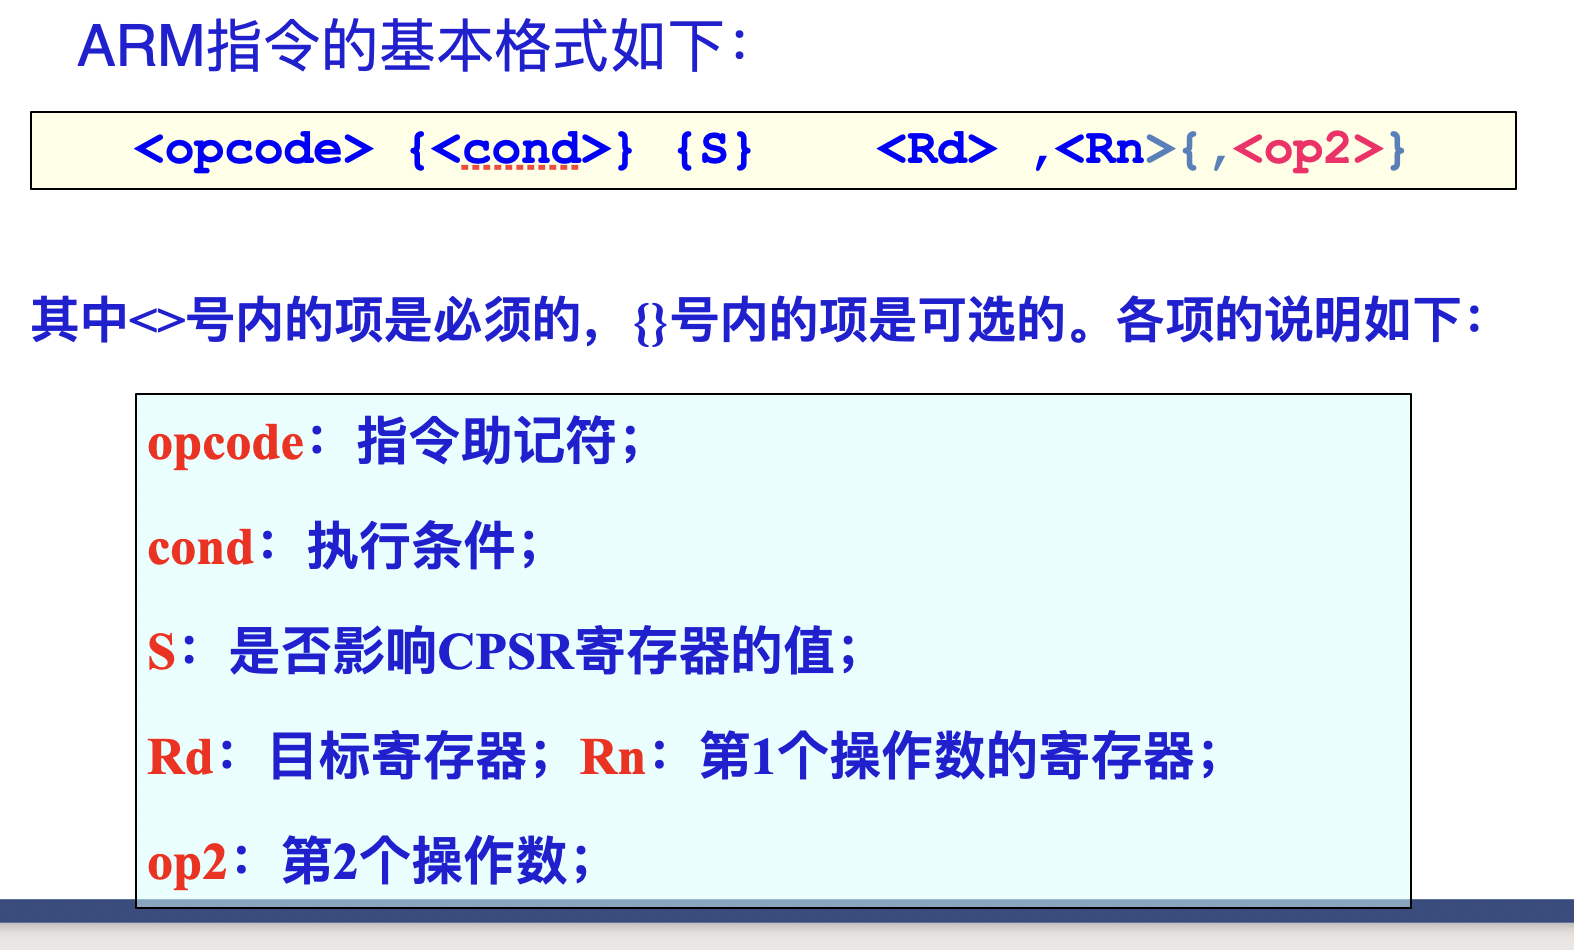 ARM指令的基本格式如下：
<opcode> {<cond>} {S} <Rd> ,<Rn>{,<op2>}
其中<>号内的项是必须的，{}号内的项是可选的。各项的说明如下：
opcode：指令助记符；
cond：执行条件；
S：是否影响CPSR寄存器的值；
Rd：目标寄存器；Rn：第1个操作数的寄存器；
op2：第2个操作数；